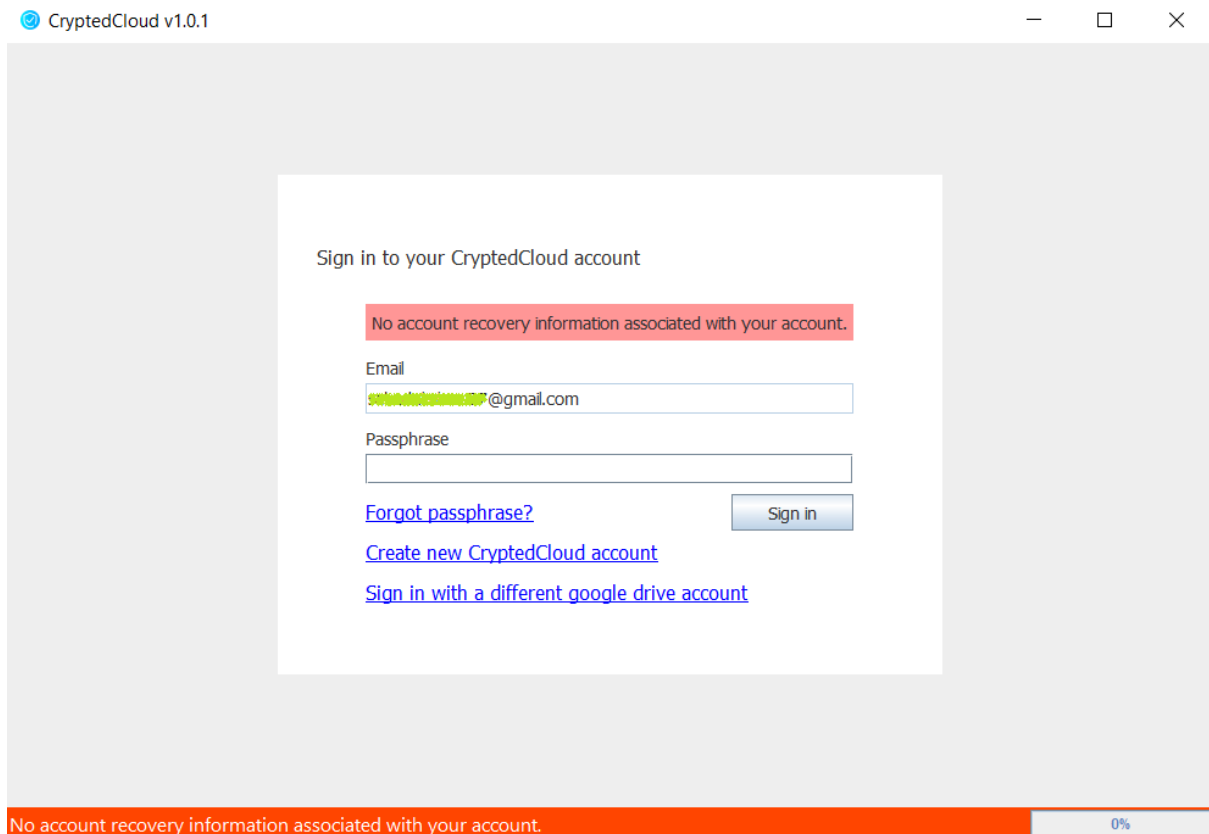 CryptedCloud v1.0.1
Sign in to your CryptedCloud account
No account recovery information associated with your account.
Email
@gmail.com
Passphrase
Forgot passphrase?
Sign in
Create new CryptedCloud account
Sign in with a different google drive account
No account recovery information associated with your account.
0%